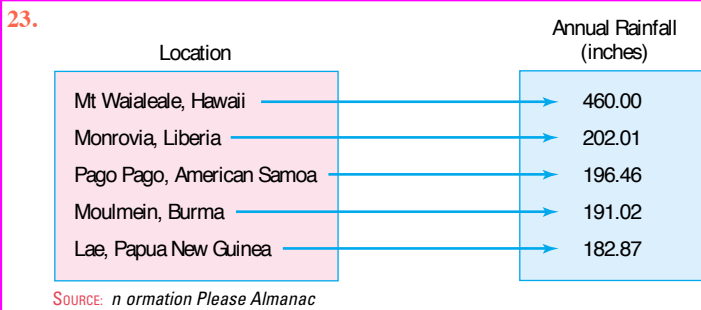 23.
Location
Annual Rainfall
(inches)
Mt Waialeale, Hawaii 460.00
Monrovia, Liberia 202.01
Pago Pago, American Samoa 196.46
Moulmein, Burma 191.02
Lae, Papua New Guinea 182.87
SOURCE: n ormation Please Almanac